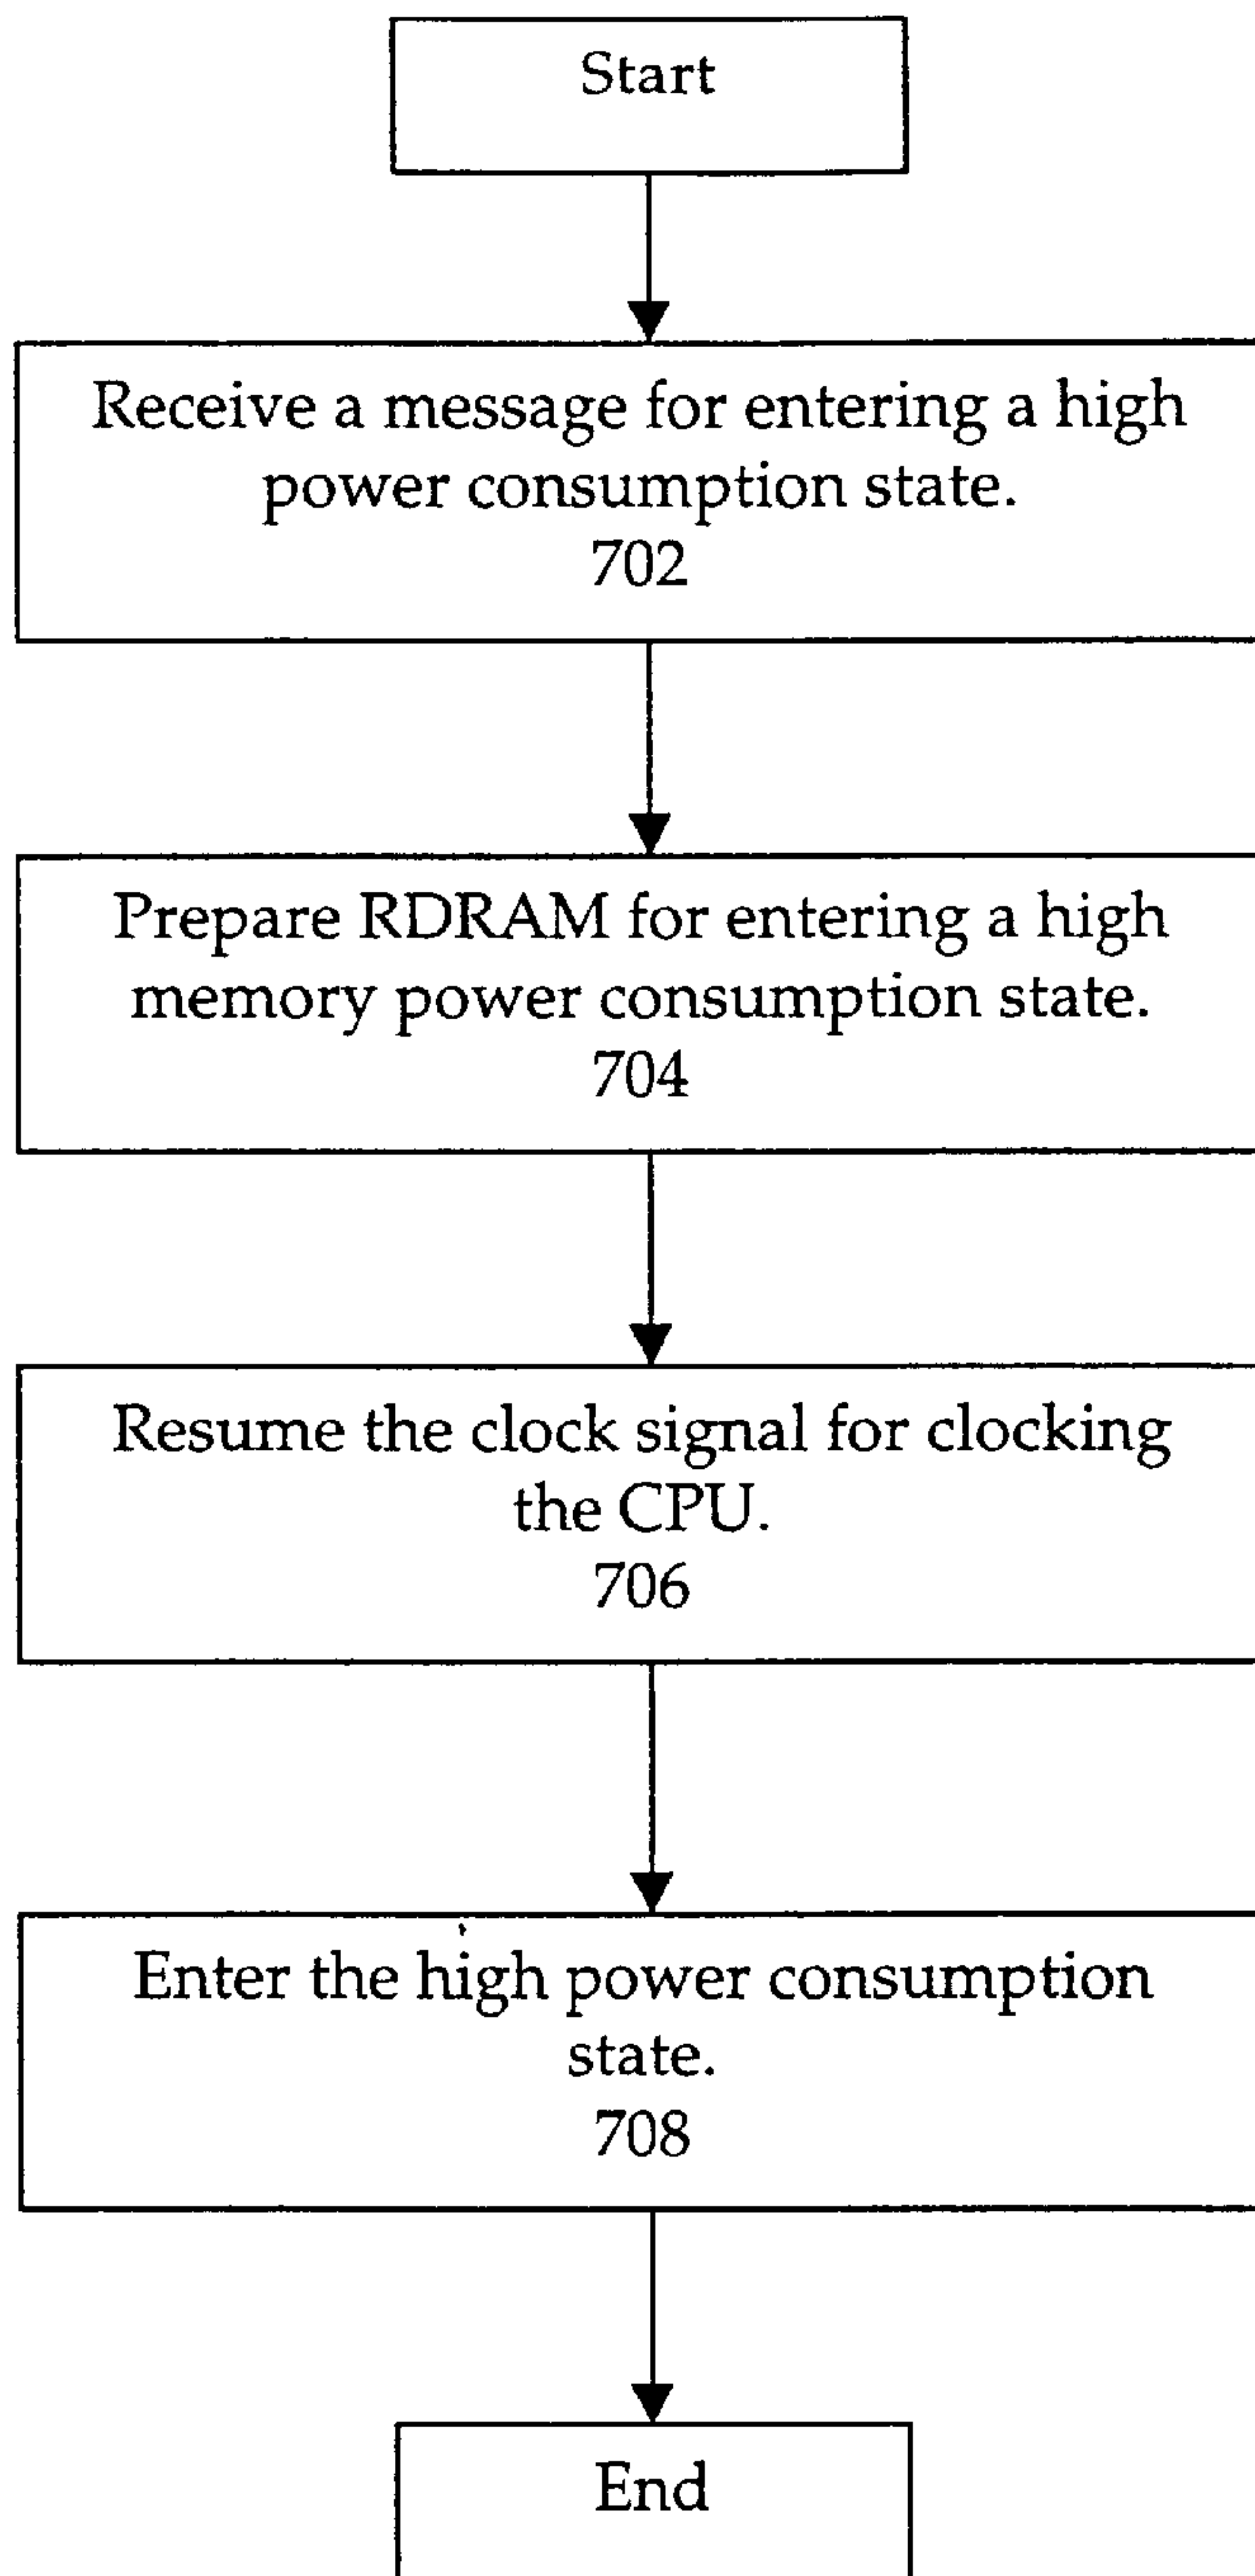 Start
Receive a message for entering a high
power consumption state.
702
Prepare RDRAM for entering a high
memory power consumption state.
704
Resume the clock signal for clocking
the CPU.
706
Enter the high power consumption
state.
708
End